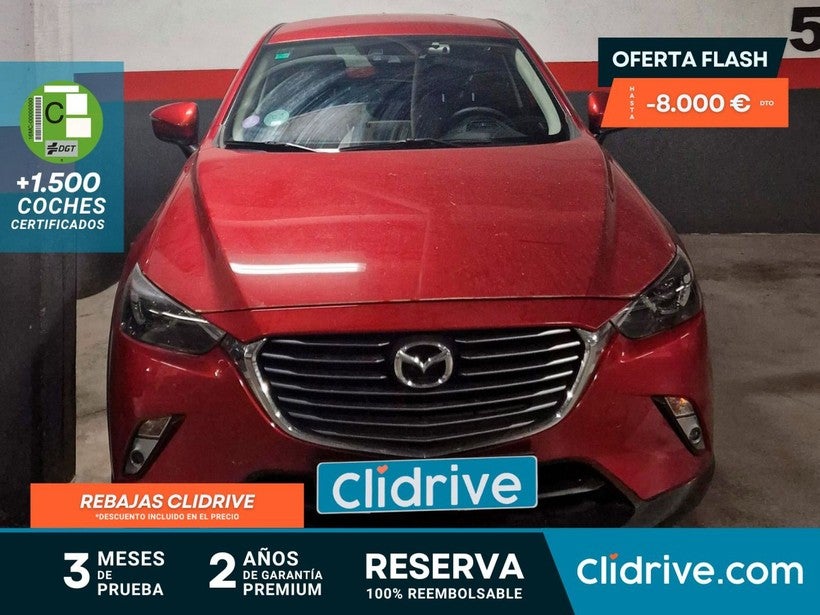 5
OFERTA FLASH
HASTA
-8.000 € DTO
C
DGT
+1.500
COCHES
CERTIFICADOS
Clidrive
REBAJAS CLIDRIVE
*DESCUENTO INCLUIDO EN EL PRECIO
3 MESES DE PRUEBA
2 AÑOS DE GARANTÍA PREMIUM
RESERVA
100% REEMBOLSABLE
Clidrive.com